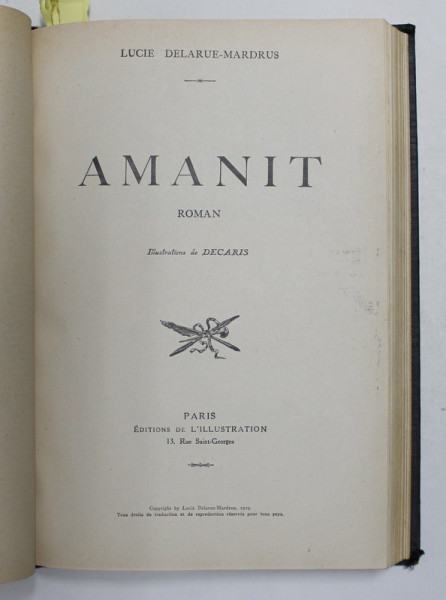 LUCIE DELARUE-MARDRUS
AMANIT
ROMAN
Illustrations de DECARIS
PARIS
ÉDITIONS DE L'ILLUSTRATION
13, Rue Saint-Georges
Copyright by Lucie Delarue-Mardrus, 1929.
Tous droits de traduction et de reproduction réservés pour tous pays.